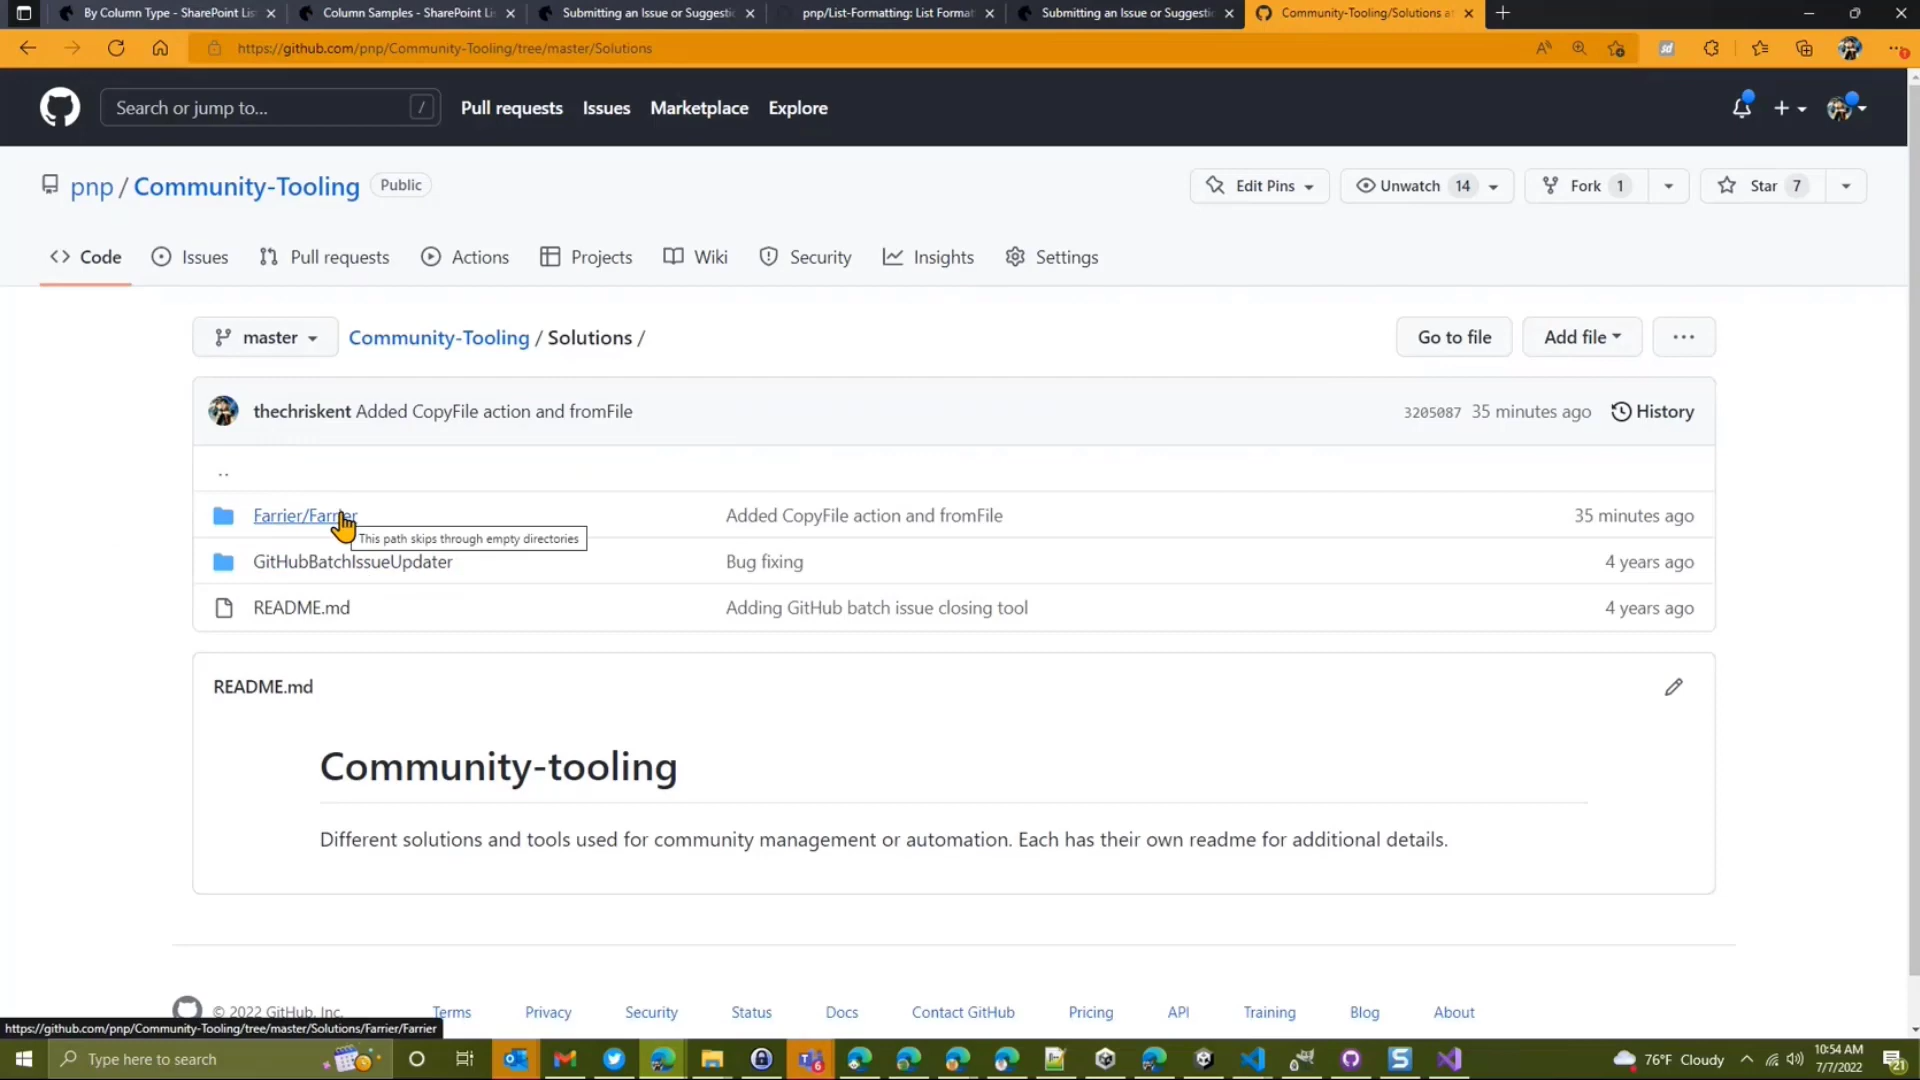 By Column Type - SharePoint Lis
Column Samples - SharePoint Li
Submitting an Issue or Suggesti
pnp/List-Formatting: List Format
Submitting an Issue or Suggesti
Community-Tooling/Solutions at
https://github.com/pnp/Community-Tooling/tree/master/Solutions
Search or jump to... /
Pull requests Issues Marketplace Explore
pnp / Community-Tooling Public
Edit Pins Unwatch 14 Fork 1 Star 7
Code Issues Pull requests Actions Projects Wiki Security Insights Settings
master Community-Tooling / Solutions /
Go to file Add file ...
thechriskent Added CopyFile action and fromFile 3205087 35 minutes ago History
..
Farrier/Farrier Added CopyFile action and fromFile 35 minutes ago
This path skips through empty directories
GitHubBatchIssueUpdater Bug fixing 4 years ago
README.md Adding GitHub batch issue closing tool 4 years ago
README.md
Community-tooling
Different solutions and tools used for community management or automation. Each has their own readme for additional details.
© 2022 GitHub, Inc. Terms Privacy Security Status Docs Contact GitHub Pricing API Training Blog About
https://github.com/pnp/Community-Tooling/tree/master/Solutions/Farrier/Farrier
Type here to search
76°F Cloudy
10:54 AM
7/7/2022
21